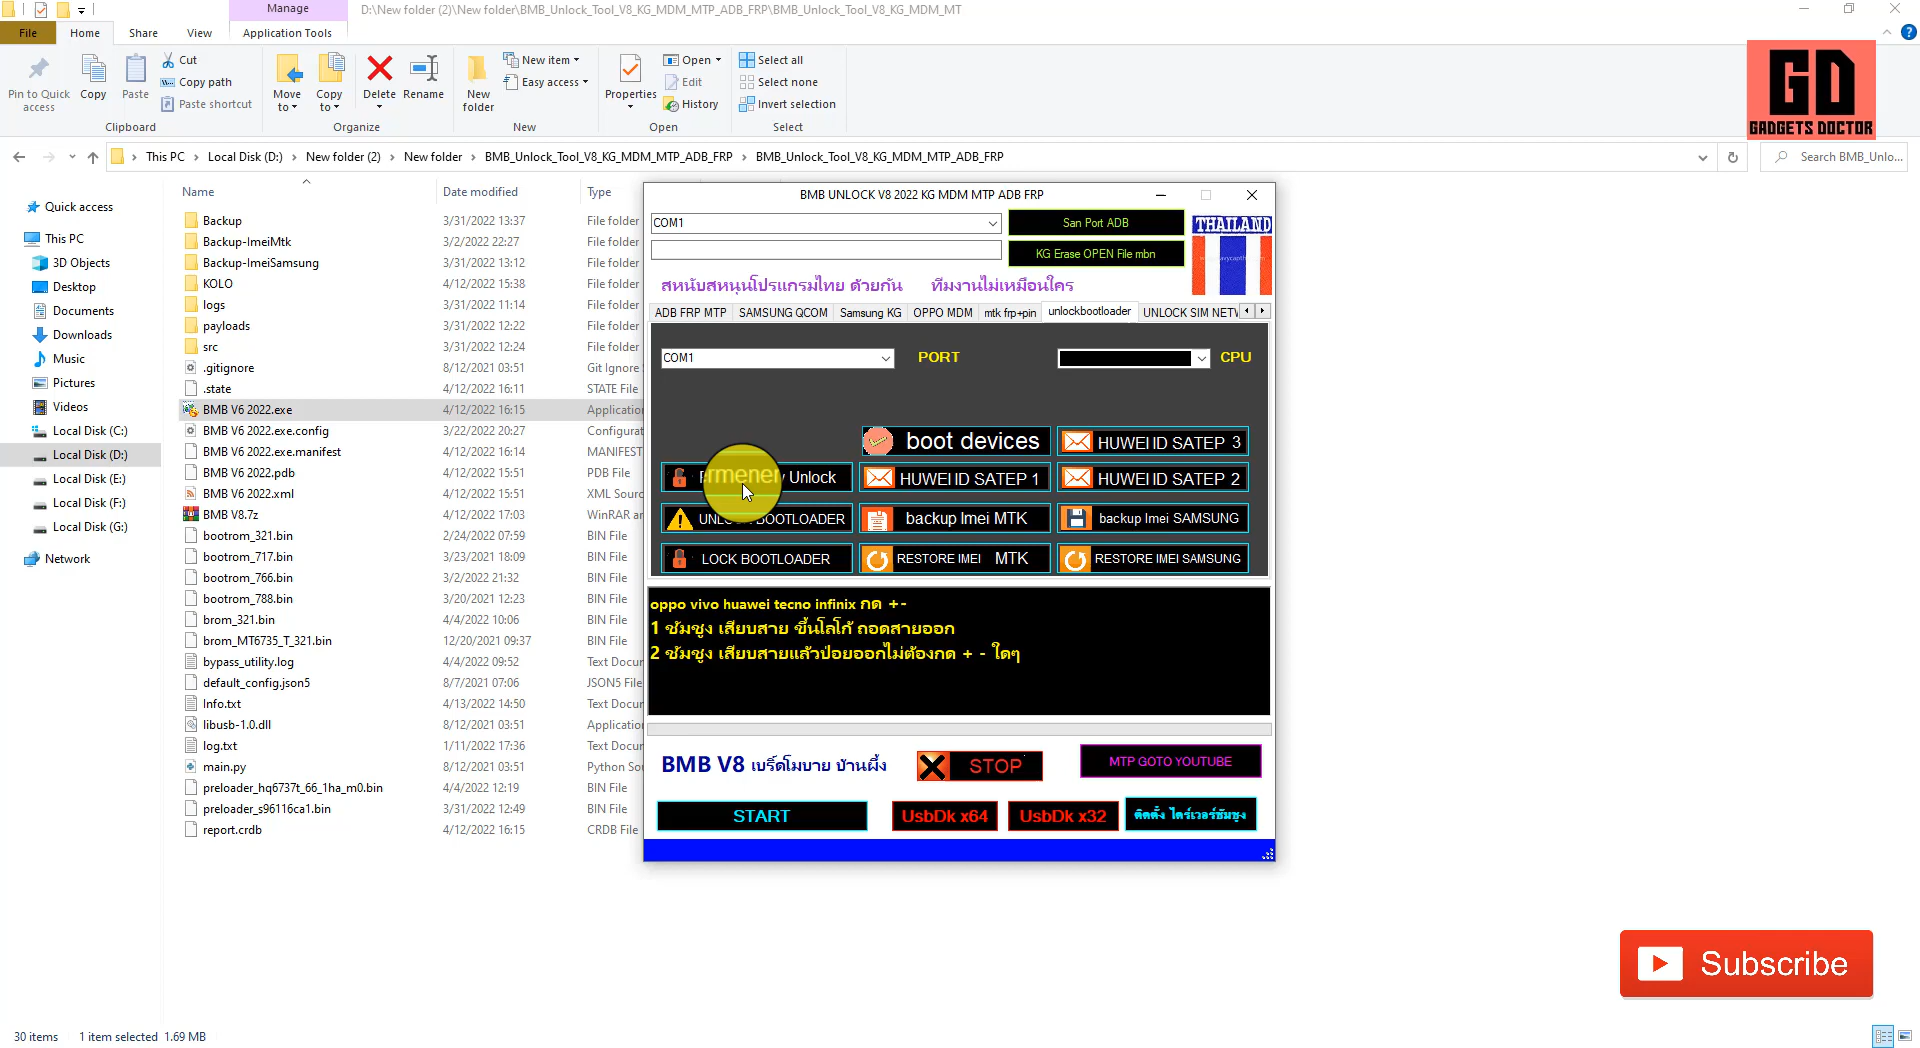 Manage
D:\New folder (2)\New folder\BMB_Unlock_Tool_V8_KG_MDM_MTP_ADB_FRP\BMB_Unlock_Tool_V8_KG_MDM_MT
File Home Share View Application Tools
Pin to Quick access
Copy
Paste
Cut
Copy path
Paste shortcut
Move to
Copy to
Delete
Rename
New folder
New item
Easy access
Properties
Open
Edit
History
Select all
Select none
Invert selection
Clipboard Organize New Open Select
GD
GADGETS DOCTOR
This PC Local Disk (D:) New folder (2) New folder BMB_Unlock_Tool_V8_KG_MDM_MTP_ADB_FRP BMB_Unlock_Tool_V8_KG_MDM_MTP_ADB_FRP
Search BMB_Unlo...
Quick access
This PC
3D Objects
Desktop
Documents
Downloads
Music
Pictures
Videos
Local Disk (C:)
Local Disk (D:)
Local Disk (E:)
Local Disk (F:)
Local Disk (G:)
Network
Name Date modified Type
Backup 3/31/2022 13:37 File folder
Backup-ImeiMtk 3/2/2022 22:27 File folder
Backup-ImeiSamsung 3/31/2022 13:12 File folder
KOLO 4/12/2022 15:38 File folder
logs 3/31/2022 11:14 File folder
payloads 3/31/2022 12:22 File folder
src 3/31/2022 12:24 File folder
.gitignore 8/12/2021 03:51 Git Ignore
.state 4/12/2022 16:11 STATE File
BMB V6 2022.exe 4/12/2022 16:15 Applicatio
BMB V6 2022.exe.config 3/22/2022 20:27 Configurat
BMB V6 2022.exe.manifest 4/12/2022 16:14 MANIFEST
BMB V6 2022.pdb 4/12/2022 15:51 PDB File
BMB V6 2022.xml 4/12/2022 15:51 XML Sourc
BMB V8.7z 4/12/2022 17:03 WinRAR ar
bootrom_321.bin 2/24/2022 07:59 BIN File
bootrom_717.bin 3/23/2021 18:09 BIN File
bootrom_766.bin 3/2/2022 21:32 BIN File
bootrom_788.bin 3/20/2021 12:23 BIN File
brom_321.bin 4/4/2022 10:06 BIN File
brom_MT6735_T_321.bin 12/20/2021 09:37 BIN File
bypass_utility.log 4/4/2022 09:52 Text Docur
default_config.json5 8/7/2021 07:06 JSON5 File
Info.txt 4/13/2022 14:50 Text Docur
libusb-1.0.dll 8/12/2021 03:51 Applicatio
log.txt 1/11/2022 17:36 Text Docur
main.py 8/12/2021 03:51 Python Sou
preloader_hq6737t_66_1ha_m0.bin 4/4/2022 12:19 BIN File
preloader_s96116ca1.bin 3/31/2022 12:49 BIN File
report.crdb 4/12/2022 16:15 CRDB File
BMB UNLOCK V8 2022 KG MDM MTP ADB FRP
COM1
San Port ADB
KG Erase OPEN File mbn
THAILAND
สหนับสหนุนโปรแกรมไทย ด้วยกัน ทีมงานไม่เหมือนใคร
ADB FRP MTP SAMSUNG QCOM Samsung KG OPPO MDM mtk frp+pin unlockbootloader UNLOCK SIM NETV
COM1 PORT CPU
boot devices HUWEI ID SATEP 3
Unlock HUWEI ID SATEP 1 HUWEI ID SATEP 2
BOOTLOADER backup Imei MTK backup Imei SAMSUNG
LOCK BOOTLOADER RESTORE IMEI MTK RESTORE IMEI SAMSUNG
oppo vivo huawei tecno infinix กด +-
1 ซัมซูง เสียบสาย ขึ้นโลโก้ ถอดสายออก
2 ซัมซูง เสียบสายแล้วป่อยออกไม่ต้องกด + - ใดๆ
BMB V8 เบริ์ดโมบาย บ้านผึ้ง
STOP
MTP GOTO YOUTUBE
START UsbDk x64 UsbDk x32 ติดตั้ง ไดร์เวอร์ซัมซูง
Subscribe
30 items 1 item selected 1.69 MB